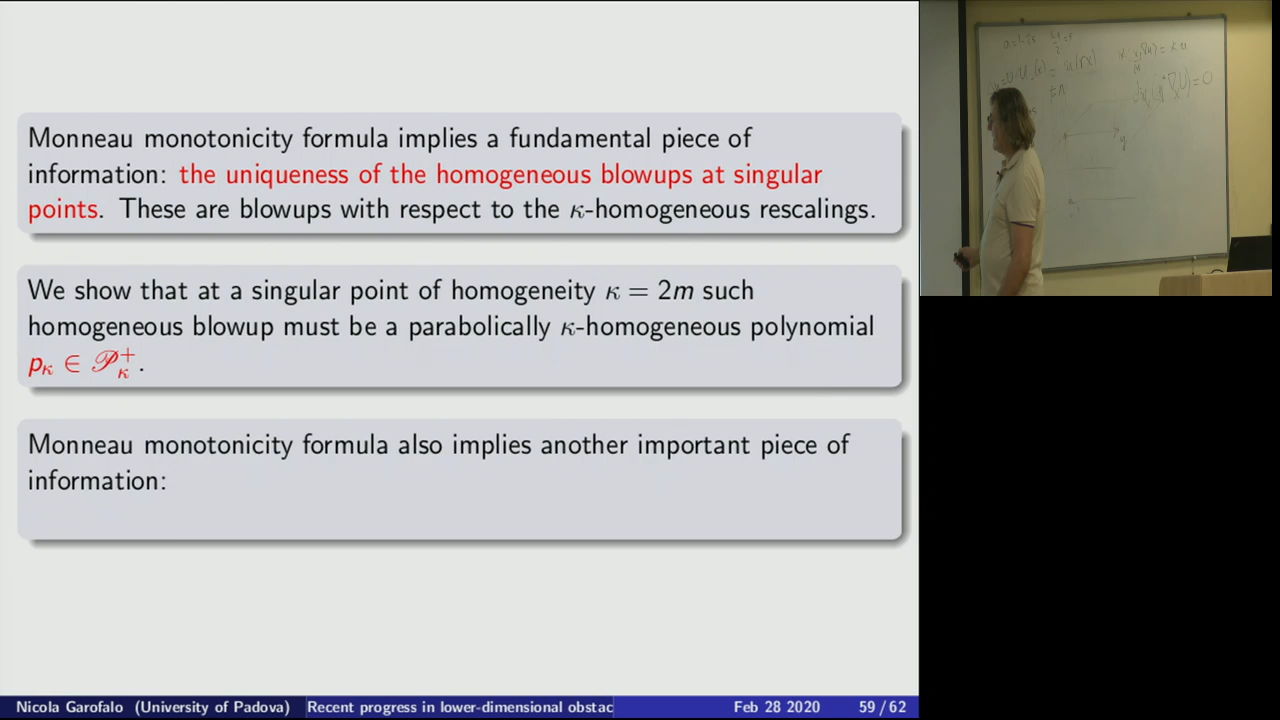 Monneau monotonicity formula implies a fundamental piece of
information: the uniqueness of the homogeneous blowups at singular
points. These are blowups with respect to the κ-homogeneous rescalings.
We show that at a singular point of homogeneity κ = 2m such
homogeneous blowup must be a parabolically κ-homogeneous polynomial
pκ ∈ 𝒫κ+.
Monneau monotonicity formula also implies another important piece of
information:
Nicola Garofalo (University of Padova) Recent progress in lower-dimensional obstac Feb 28 2020 59 / 62